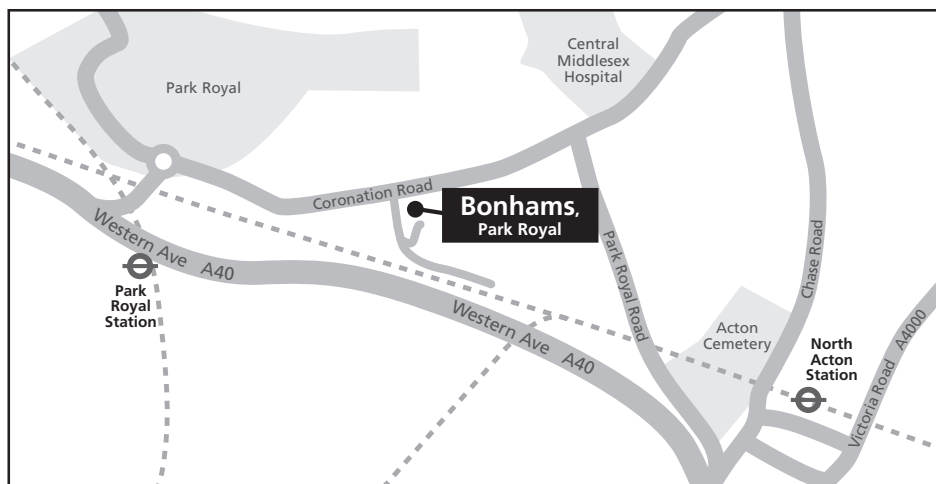 Central
Middlesex
Hospital
Park Royal
Coronation Road
Bonhams,
Park Royal
Western Ave A40
Park
Royal
Station
Park Royal Road
Chase Road
Western Ave A40
Acton
Cemetery
North
Acton
Station
Victoria Road A4000